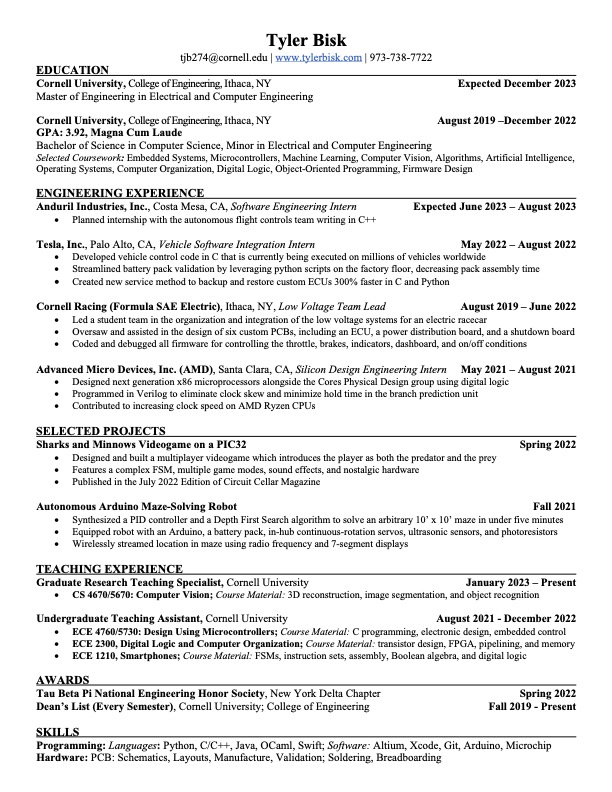 Tyler Bisk
tjb274@cornell.edu | www.tylerbisk.com | 973-738-7722
EDUCATION
Cornell University, College of Engineering, Ithaca, NY Expected December 2023
Master of Engineering in Electrical and Computer Engineering
Cornell University, College of Engineering, Ithaca, NY August 2019 –December 2022
GPA: 3.92, Magna Cum Laude
Bachelor of Science in Computer Science, Minor in Electrical and Computer Engineering
Selected Coursework: Embedded Systems, Microcontrollers, Machine Learning, Computer Vision, Algorithms, Artificial Intelligence,
Operating Systems, Computer Organization, Digital Logic, Object-Oriented Programming, Firmware Design
ENGINEERING EXPERIENCE
Anduril Industries, Inc., Costa Mesa, CA, Software Engineering Intern Expected June 2023 – August 2023
• Planned internship with the autonomous flight controls team writing in C++
Tesla, Inc., Palo Alto, CA, Vehicle Software Integration Intern May 2022 – August 2022
• Developed vehicle control code in C that is currently being executed on millions of vehicles worldwide
• Streamlined battery pack validation by leveraging python scripts on the factory floor, decreasing pack assembly time
• Created new service method to backup and restore custom ECUs 300% faster in C and Python
Cornell Racing (Formula SAE Electric), Ithaca, NY, Low Voltage Team Lead August 2019 – June 2022
• Led a student team in the organization and integration of the low voltage systems for an electric racecar
• Oversaw and assisted in the design of six custom PCBs, including an ECU, a power distribution board, and a shutdown board
• Coded and debugged all firmware for controlling the throttle, brakes, indicators, dashboard, and on/off conditions
Advanced Micro Devices, Inc. (AMD), Santa Clara, CA, Silicon Design Engineering Intern May 2021 – August 2021
• Designed next generation x86 microprocessors alongside the Cores Physical Design group using digital logic
• Programmed in Verilog to eliminate clock skew and minimize hold time in the branch prediction unit
• Contributed to increasing clock speed on AMD Ryzen CPUs
SELECTED PROJECTS
Sharks and Minnows Videogame on a PIC32 Spring 2022
• Designed and built a multiplayer videogame which introduces the player as both the predator and the prey
• Features a complex FSM, multiple game modes, sound effects, and nostalgic hardware
• Published in the July 2022 Edition of Circuit Cellar Magazine
Autonomous Arduino Maze-Solving Robot Fall 2021
• Synthesized a PID controller and a Depth First Search algorithm to solve an arbitrary 10’ x 10’ maze in under five minutes
• Equipped robot with an Arduino, a battery pack, in-hub continuous-rotation servos, ultrasonic sensors, and photoresistors
• Wirelessly streamed location in maze using radio frequency and 7-segment displays
TEACHING EXPERIENCE
Graduate Research Teaching Specialist, Cornell University January 2023 – Present
• CS 4670/5670: Computer Vision; Course Material: 3D reconstruction, image segmentation, and object recognition
Undergraduate Teaching Assistant, Cornell University August 2021 - December 2022
• ECE 4760/5730: Design Using Microcontrollers; Course Material: C programming, electronic design, embedded control
• ECE 2300, Digital Logic and Computer Organization; Course Material: transistor design, FPGA, pipelining, and memory
• ECE 1210, Smartphones; Course Material: FSMs, instruction sets, assembly, Boolean algebra, and digital logic
AWARDS
Tau Beta Pi National Engineering Honor Society, New York Delta Chapter Spring 2022
Dean’s List (Every Semester), Cornell University; College of Engineering Fall 2019 - Present
SKILLS
Programming: Languages: Python, C/C++, Java, OCaml, Swift; Software: Altium, Xcode, Git, Arduino, Microchip
Hardware: PCB: Schematics, Layouts, Manufacture, Validation; Soldering, Breadboarding